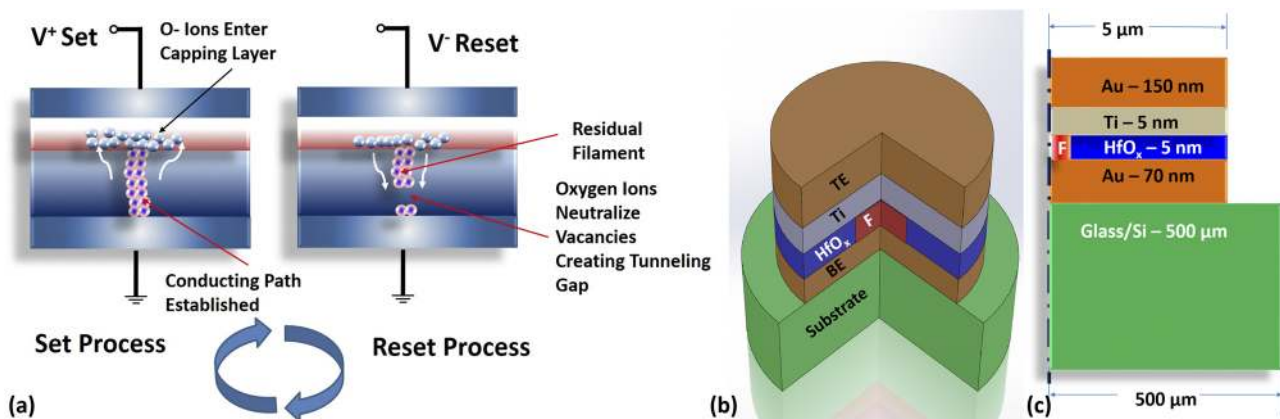 (a)
V⁺ Set
O- Ions Enter
Capping Layer
V⁻ Reset
Residual
Filament
Oxygen Ions
Neutralize
Vacancies
Creating Tunneling
Gap
Conducting Path
Established
Set Process
Reset Process
(b)
TE
Ti
F
HfOₓ
BE
Substrate
(c)
5 µm
Au – 150 nm
Ti – 5 nm
F
HfOₓ – 5 nm
Au – 70 nm
Glass/Si – 500 µm
500 µm